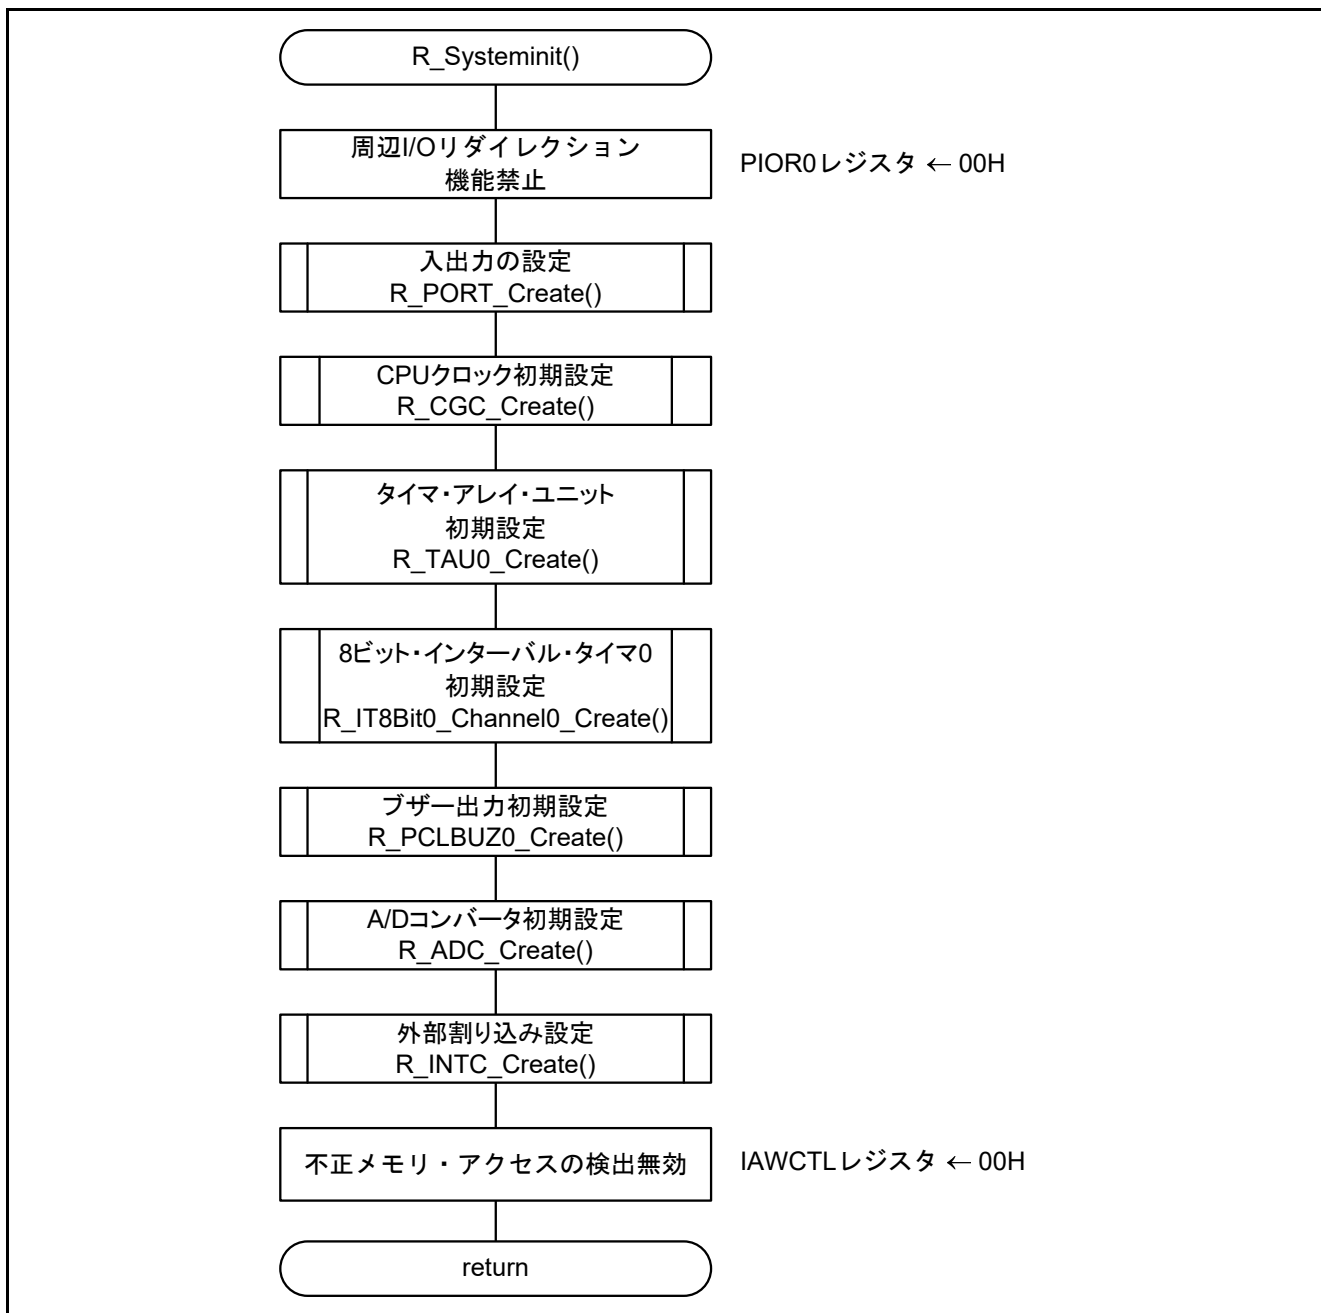 R_Systeminit()
周辺I/Oリダイレクション
機能禁止
PIOR0レジスタ ← 00H
入出力の設定
R_PORT_Create()
CPUクロック初期設定
R_CGC_Create()
タイマ・アレイ・ユニット
初期設定
R_TAU0_Create()
8ビット・インターバル・タイマ0
初期設定
R_IT8Bit0_Channel0_Create()
ブザー出力初期設定
R_PCLBUZ0_Create()
A/Dコンバータ初期設定
R_ADC_Create()
外部割り込み設定
R_INTC_Create()
不正メモリ・アクセスの検出無効
IAWCTLレジスタ ← 00H
return